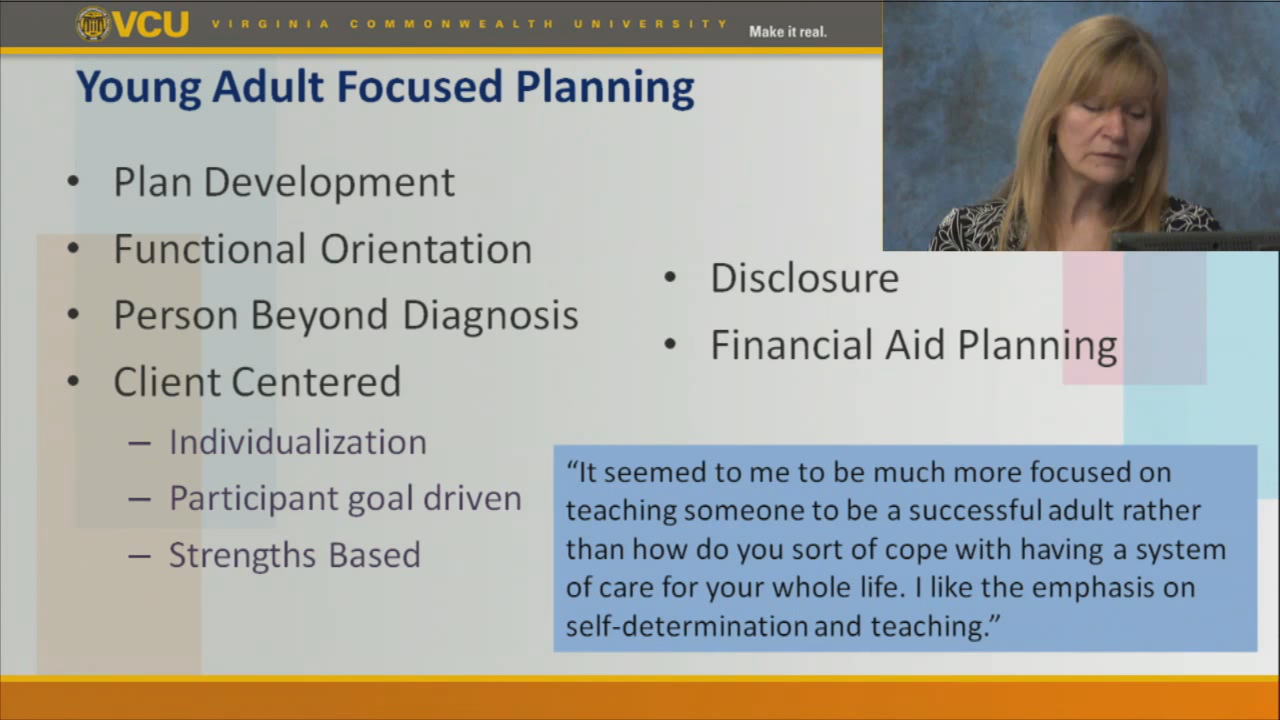 VCU VIRGINIA COMMONWEALTH UNIVERSITY Make it real.
Young Adult Focused Planning
• Plan Development
• Functional Orientation
• Person Beyond Diagnosis
• Client Centered
– Individualization
– Participant goal driven
– Strengths Based
• Disclosure
• Financial Aid Planning
“It seemed to me to be much more focused on
teaching someone to be a successful adult rather
than how do you sort of cope with having a system
of care for your whole life. I like the emphasis on
self-determination and teaching.”